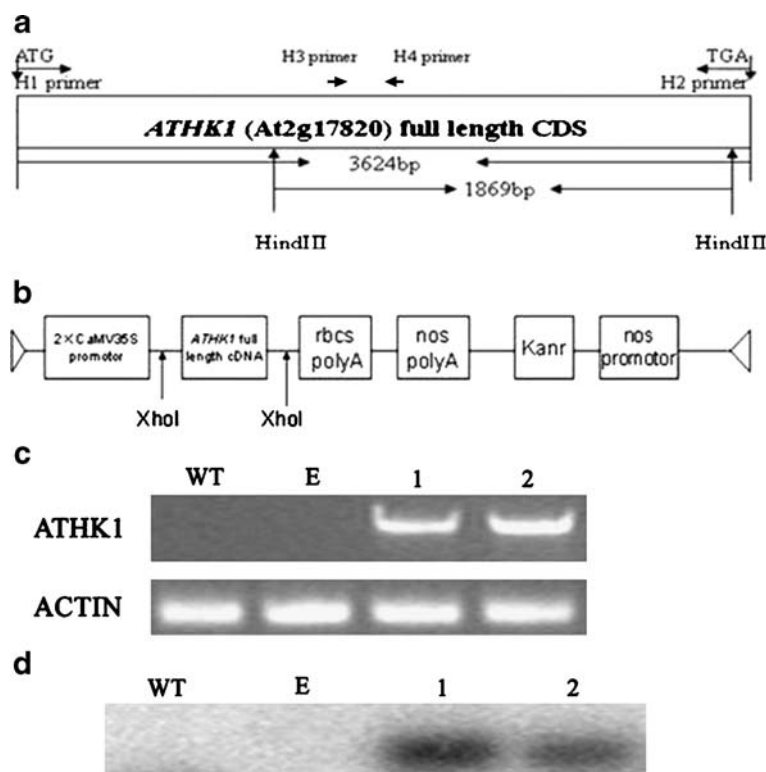 a
ATG
H3 primer
H4 primer
TGA
H1 primer
H2 primer
ATHK1 (At2g17820) full length CDS
3624bp
1869bp
HindIII
HindIII
b
2×CaMV35S
promotor
ATHK1 full
length cDNA
rbcs
polyA
nos
polyA
Kanr
nos
promotor
XhoI
XhoI
c
WT E 1 2
ATHK1
ACTIN
d
WT E 1 2